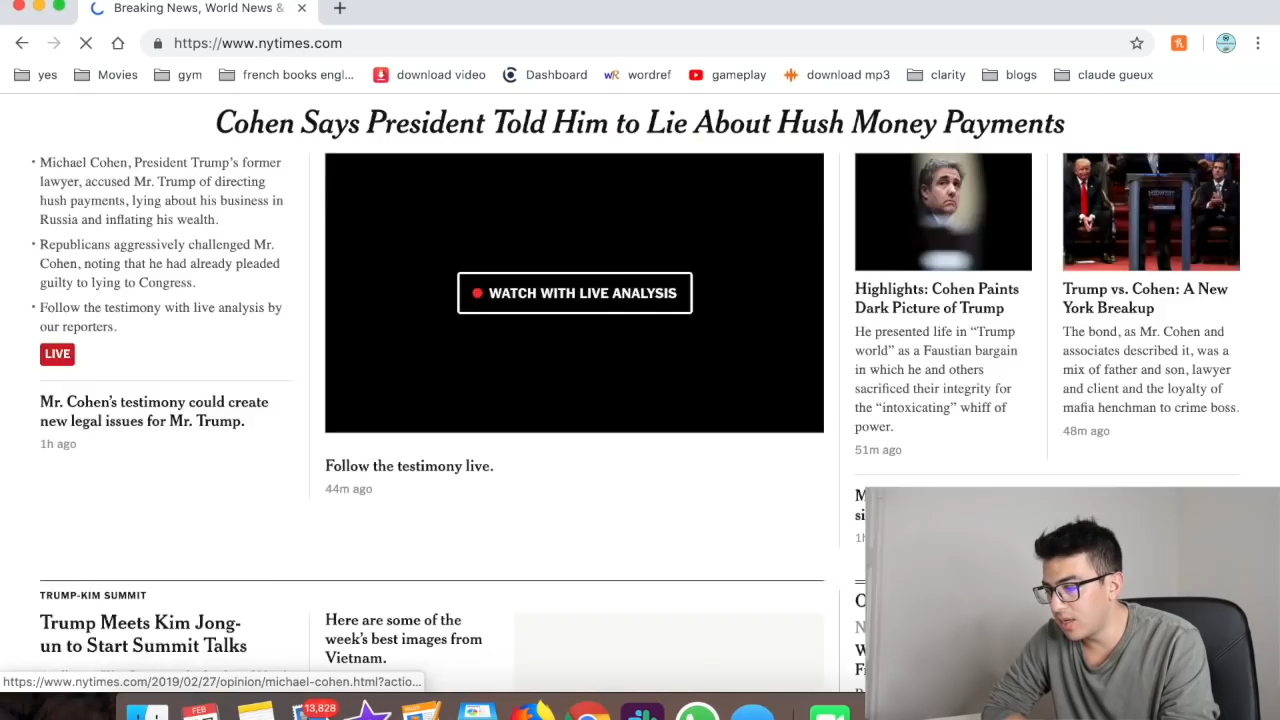 Breaking News, World News &
https://www.nytimes.com
yes
Movies
gym
french books engl...
download video
Dashboard
wordref
gameplay
download mp3
clarity
blogs
claude gueux
Cohen Says President Told Him to Lie About Hush Money Payments
Michael Cohen, President Trump's former
lawyer, accused Mr. Trump of directing
hush payments, lying about his business in
Russia and inflating his wealth.
Republicans aggressively challenged Mr.
Cohen, noting that he had already pleaded
guilty to lying to Congress.
Follow the testimony with live analysis by
our reporters.
LIVE
Mr. Cohen's testimony could create
new legal issues for Mr. Trump.
1h ago
WATCH WITH LIVE ANALYSIS
Follow the testimony live.
44m ago
Highlights: Cohen Paints
Dark Picture of Trump
He presented life in “Trump
world” as a Faustian bargain
in which he and others
sacrificed their integrity for
the “intoxicating” whiff of
power.
51m ago
Trump vs. Cohen: A New
York Breakup
The bond, as Mr. Cohen and
associates described it, was a
mix of father and son, lawyer
and client and the loyalty of
mafia henchman to crime boss.
48m ago
TRUMP-KIM SUMMIT
Trump Meets Kim Jong-
un to Start Summit Talks
Here are some of the
week's best images from
Vietnam.
https://www.nytimes.com/2019/02/27/opinion/michael-cohen.html?actio...
FEB
13,828